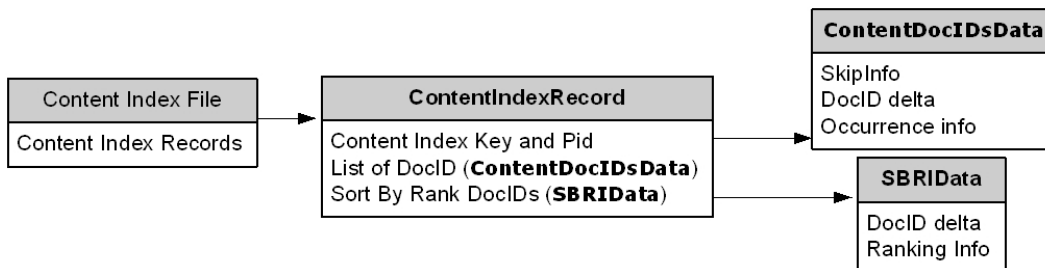 Content Index File
Content Index Records
ContentIndexRecord
Content Index Key and Pid
List of DocID (ContentDocIDsData)
Sort By Rank DocIDs (SBRIData)
ContentDocIDsData
SkipInfo
DocID delta
Occurrence info
SBRIData
DocID delta
Ranking Info